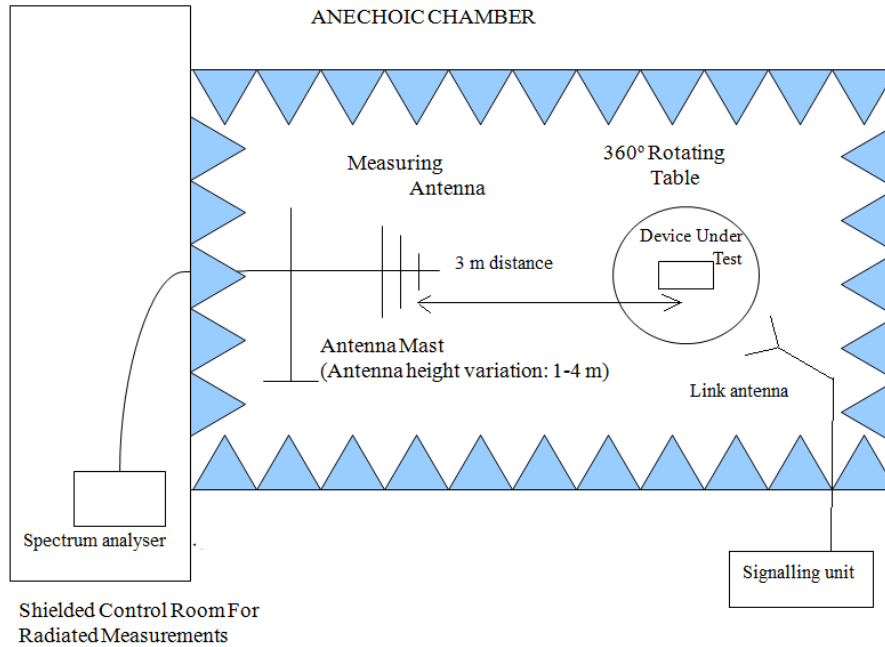 ANECHOIC CHAMBER
Measuring
Antenna
360º Rotating
Table
Device Under
Test
3 m distance
Antenna Mast
(Antenna height variation: 1-4 m)
Link antenna
Spectrum analyser
Signalling unit
Shielded Control Room For
Radiated Measurements